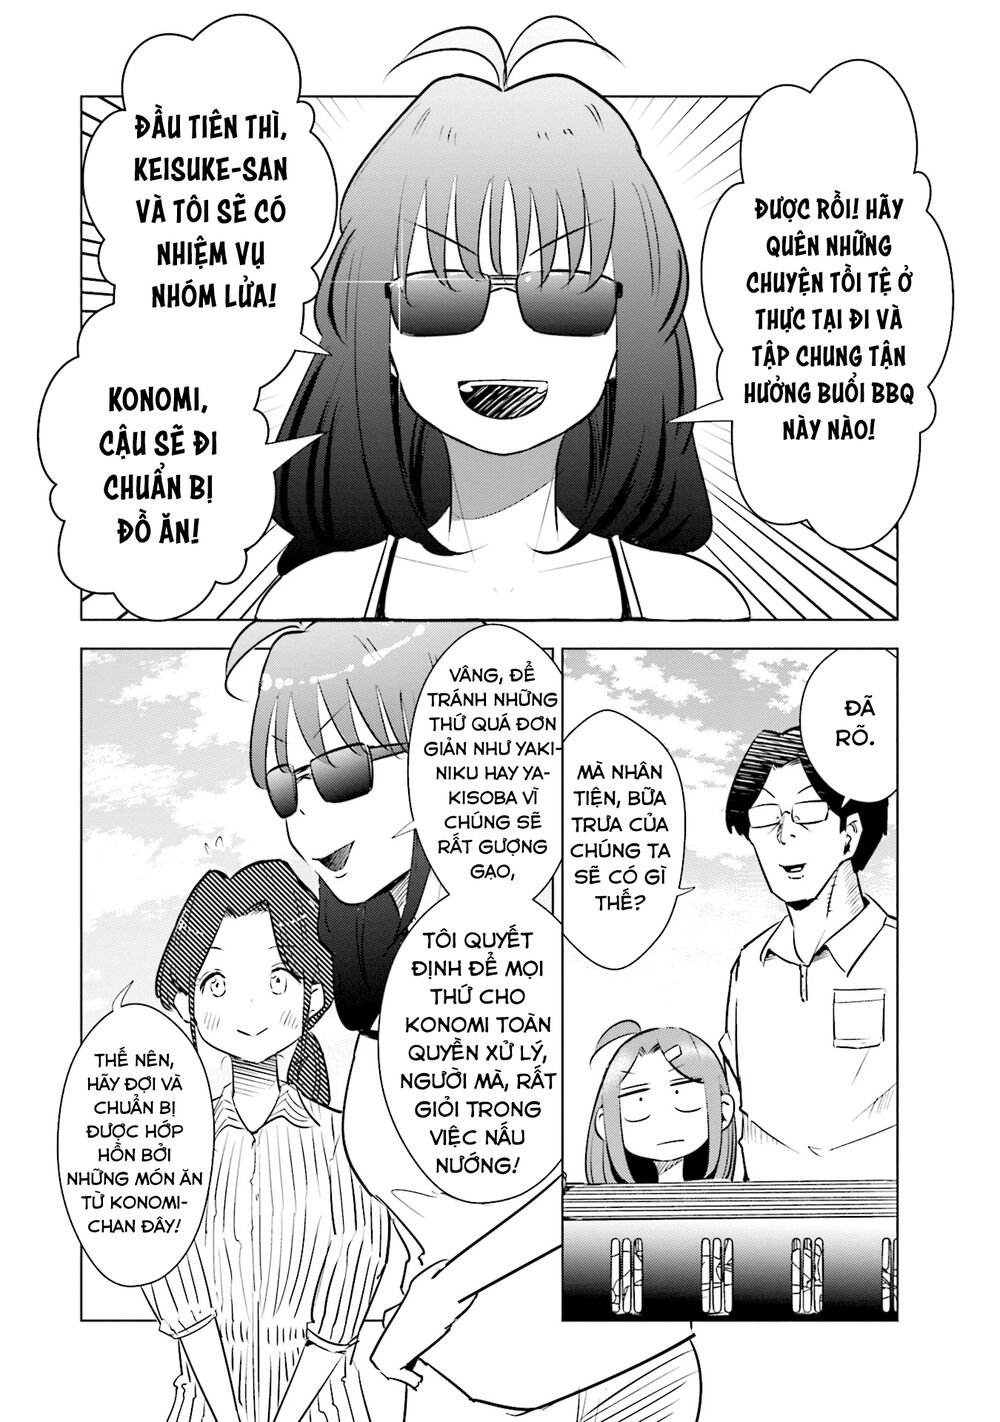 ĐƯỢC RỒI! HÃY
QUÊN NHỮNG
CHUYỆN TỒI TỆ Ở
THỰC TẠI ĐI VÀ
TẬP CHUNG TẬN
HƯỞNG BUỔI BBQ
NÀY NÀO!
ĐẦU TIÊN THÌ,
KEISUKE-SAN
VÀ TÔI SẼ CÓ
NHIỆM VỤ
NHÓM LỬA!
KONOMI,
CẬU SẼ ĐI
CHUẨN BỊ
ĐỒ ĂN!
ĐÃ
RÕ.
MÀ NHÂN
TIỆN, BỮA
TRƯA CỦA
CHÚNG TA
SẼ CÓ GÌ
THẾ?
VÂNG, ĐỂ
TRÁNH NHỮNG
THỨ QUÁ ĐƠN
GIẢN NHƯ YAKI-
NIKU HAY YA-
KISOBA VÌ
CHÚNG SẼ
RẤT GƯỢNG
GẠO,
TÔI QUYẾT
ĐỊNH ĐỂ MỌI
THỨ CHO
KONOMI TOÀN
QUYỀN XỬ LÝ,
NGƯỜI MÀ, RẤT
GIỎI TRONG
VIỆC NẤU
NƯỚNG!
THẾ NÊN,
HÃY ĐỢI VÀ
CHUẨN BỊ
ĐƯỢC HỚP
HỒN BỞI
NHỮNG MÓN ĂN
TỪ KONOMI-
CHAN ĐÂY!